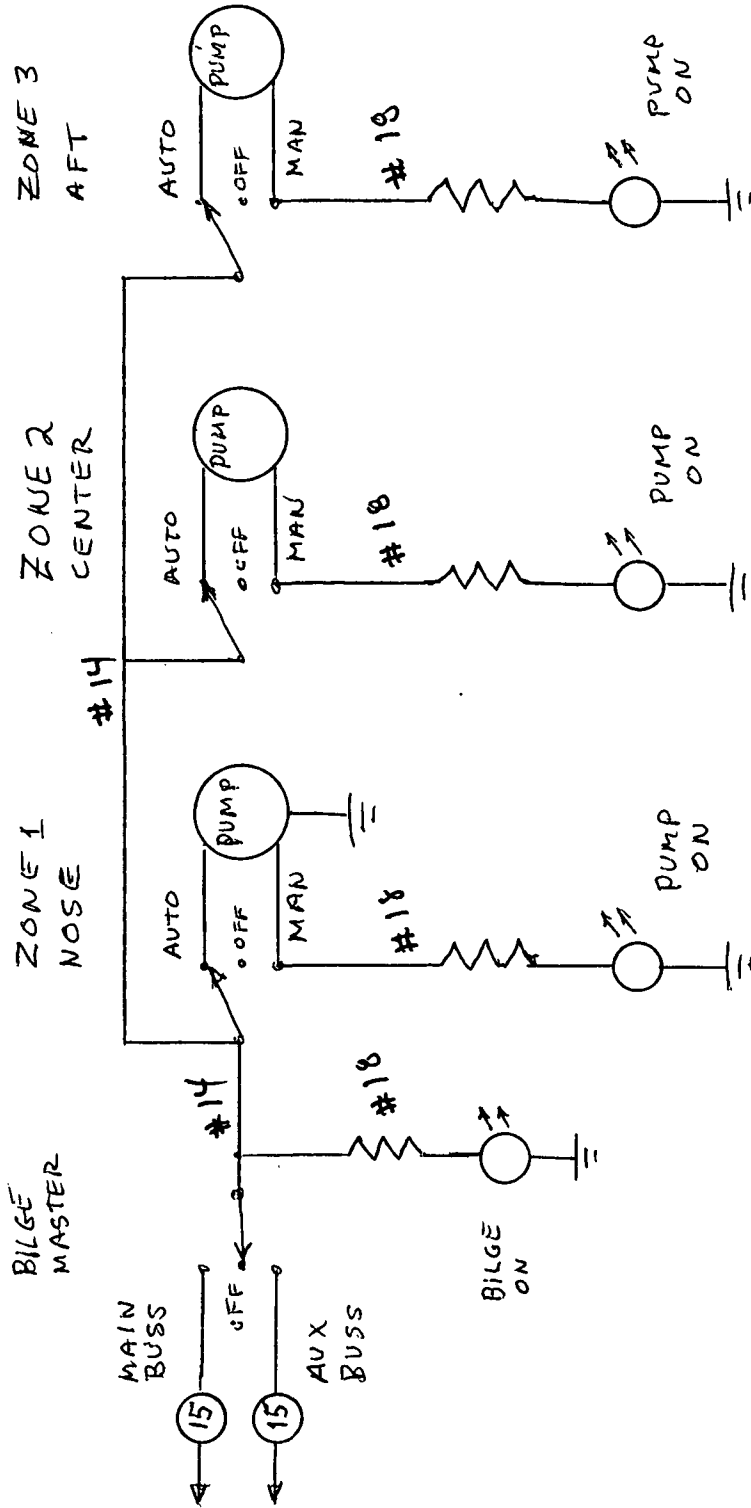 BILGE
MASTER
ZONE 1
NOSE
ZONE 2
CENTER
ZONE 3
AFT
MAIN
BUSS
15
OFF
15
AUX
BUSS
#14
#18
BILGE
ON
#14
AUTO
OFF
MAN
PUMP
#18
PUMP
ON
AUTO
OFF
MAN
PUMP
#18
PUMP
ON
AUTO
OFF
MAN
PUMP
#18
PUMP
ON